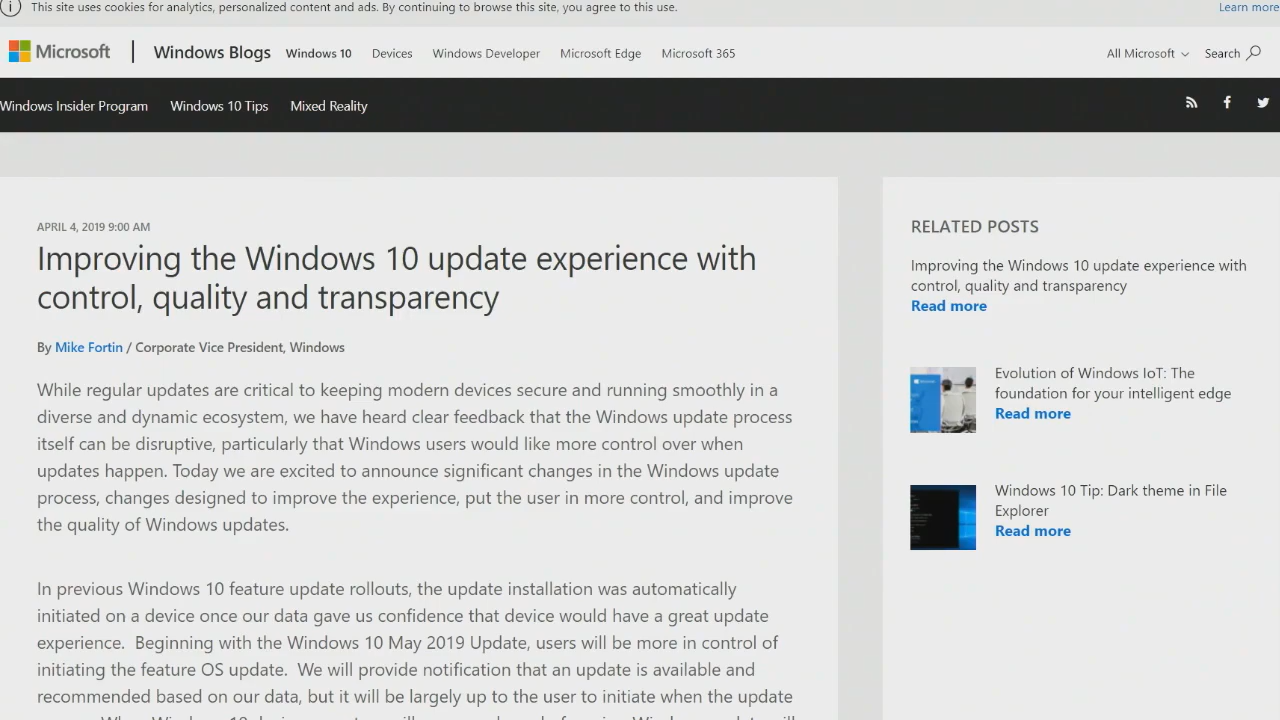 This site uses cookies for analytics, personalized content and ads. By continuing to browse this site, you agree to this use.
Learn more
Microsoft
Windows Blogs
Windows 10
Devices
Windows Developer
Microsoft Edge
Microsoft 365
All Microsoft
Search
Windows Insider Program
Windows 10 Tips
Mixed Reality
APRIL 4, 2019 9:00 AM
Improving the Windows 10 update experience with
control, quality and transparency
By Mike Fortin / Corporate Vice President, Windows
While regular updates are critical to keeping modern devices secure and running smoothly in a
diverse and dynamic ecosystem, we have heard clear feedback that the Windows update process
itself can be disruptive, particularly that Windows users would like more control over when
updates happen. Today we are excited to announce significant changes in the Windows update
process, changes designed to improve the experience, put the user in more control, and improve
the quality of Windows updates.
In previous Windows 10 feature update rollouts, the update installation was automatically
initiated on a device once our data gave us confidence that device would have a great update
experience.  Beginning with the Windows 10 May 2019 Update, users will be more in control of
initiating the feature OS update.  We will provide notification that an update is available and
recommended based on our data, but it will be largely up to the user to initiate when the update
RELATED POSTS
Improving the Windows 10 update experience with
control, quality and transparency
Read more
Evolution of Windows IoT: The
foundation for your intelligent edge
Read more
Windows 10 Tip: Dark theme in File
Explorer
Read more